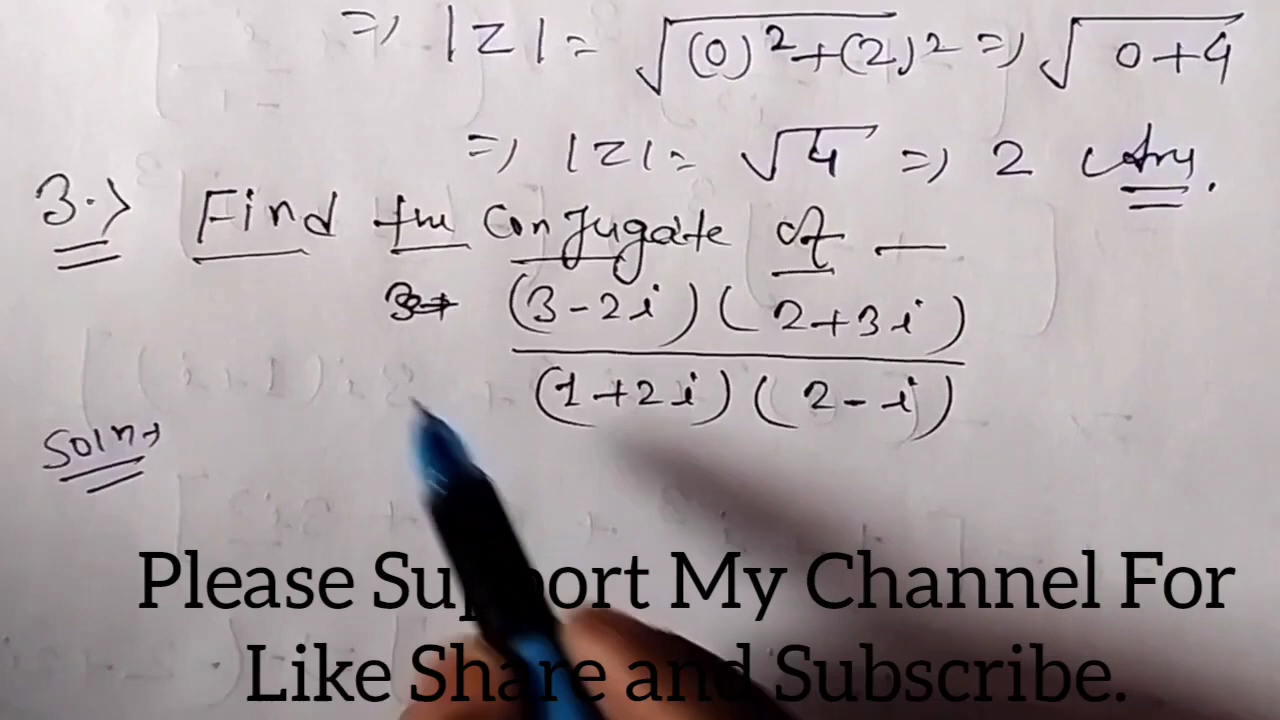 => |z| = √(0)²+(2)² => √0+4
=> |z| = √4 => 2 Ans.
3.> Find the Conjugate of —
(3-2i)(2+3i)
(1+2i)(2-i)
Soln→
Please Support My Channel For
Like Share and Subscribe.